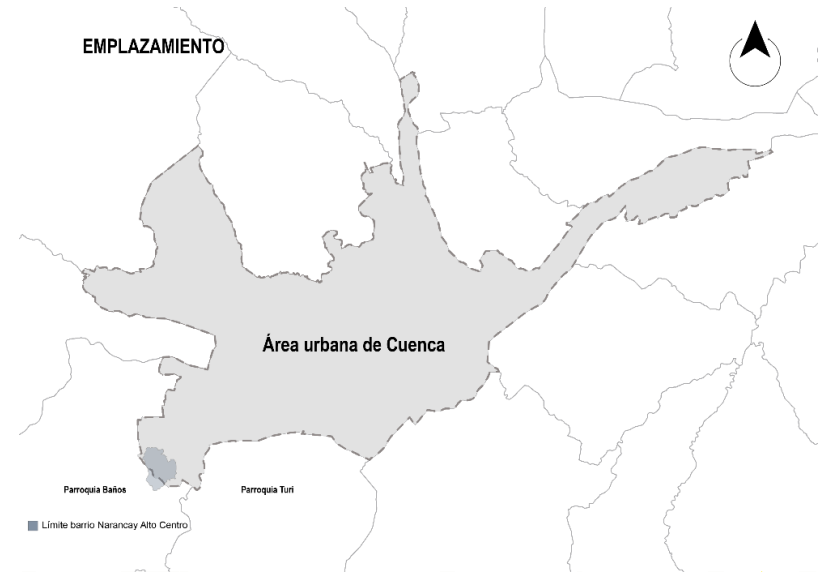 EMPLAZAMIENTO
Área urbana de Cuenca
Parroquia Baños
Parroquia Turi
Límite barrio Narancay Alto Centro